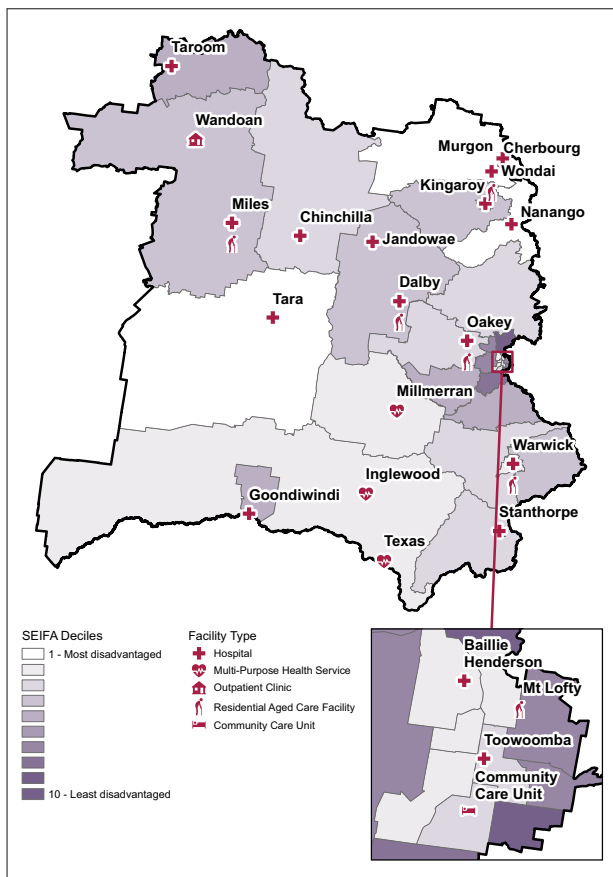 Taroom
Wandoan
Murgon
Cherbourg
Wondai
Kingaroy
Nanango
Miles
Chinchilla
Jandowae
Dalby
Tara
Oakey
Millmerran
Warwick
Inglewood
Goondiwindi
Stanthorpe
Texas
SEIFA Deciles
1 - Most disadvantaged
10 - Least disadvantaged
Facility Type
Hospital
Multi-Purpose Health Service
Outpatient Clinic
Residential Aged Care Facility
Community Care Unit
Baillie
Henderson
Mt Lofty
Toowoomba
Community
Care Unit